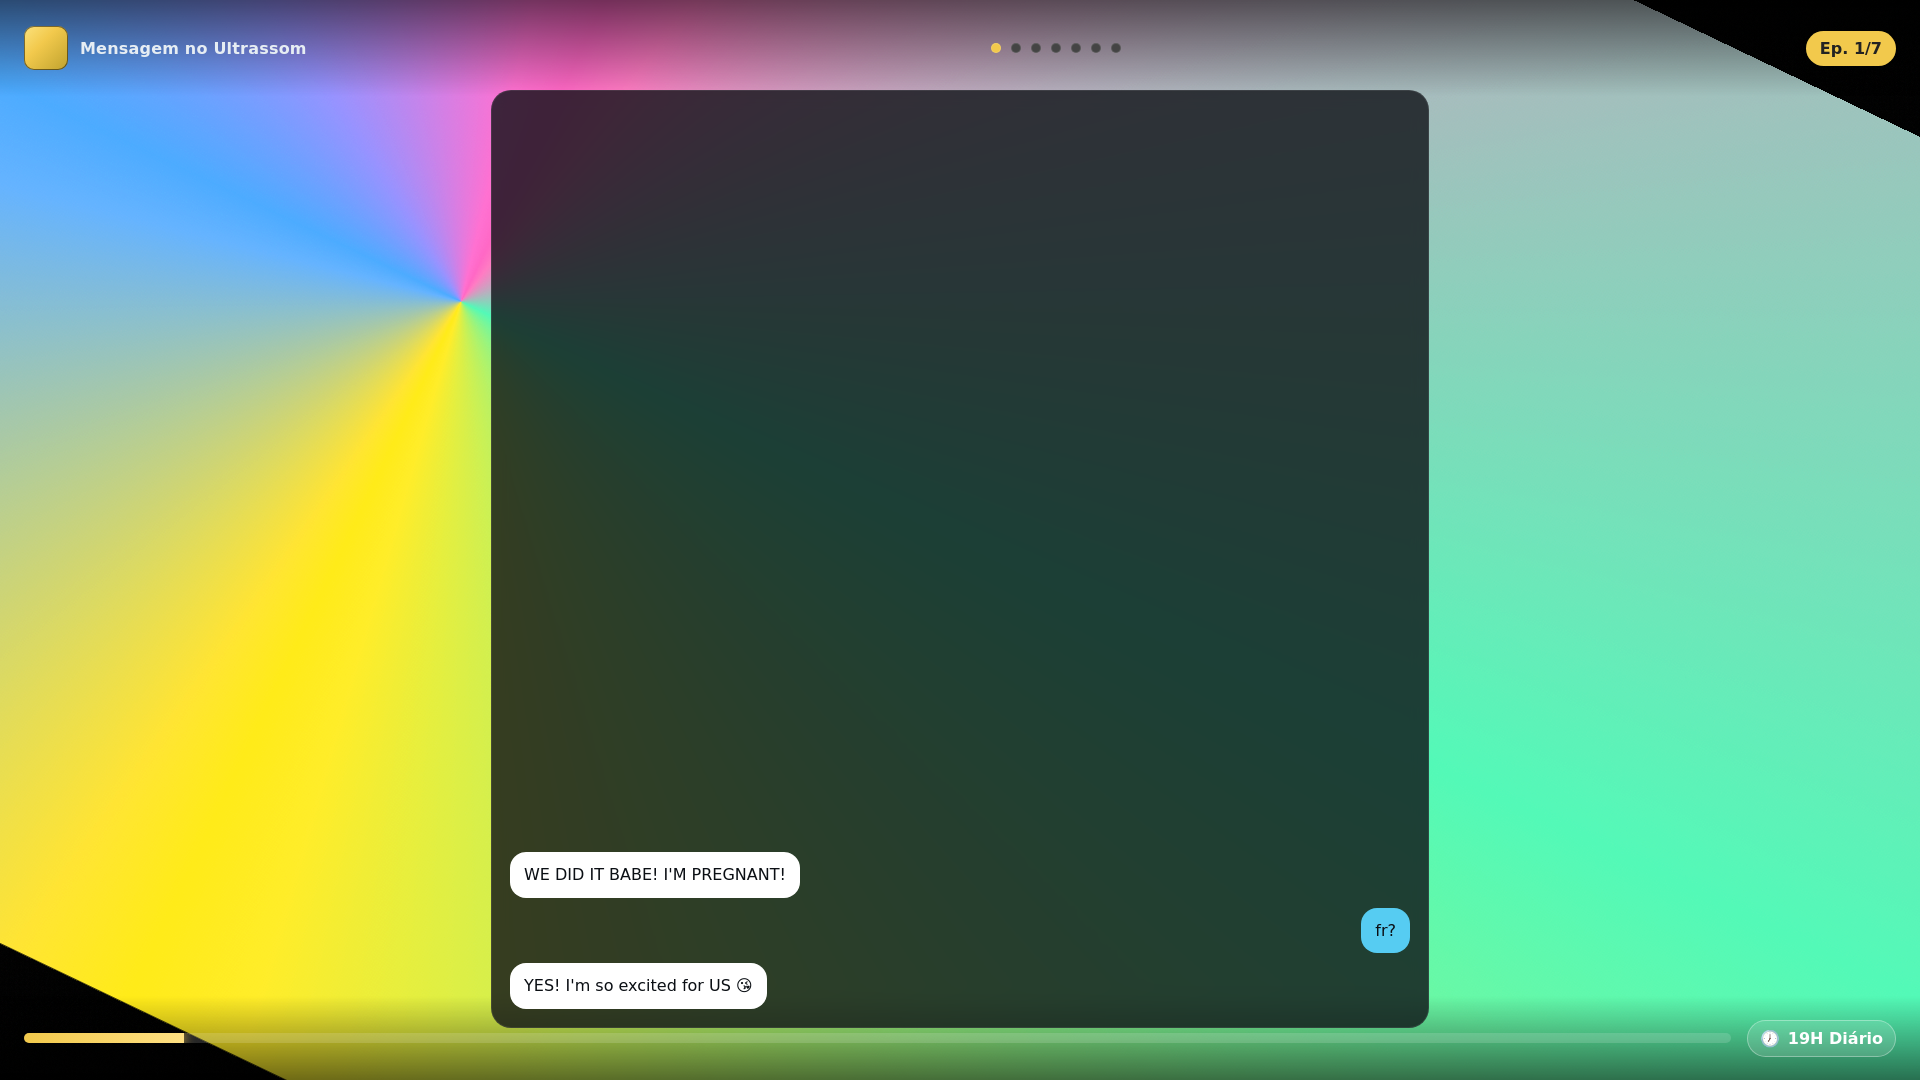 Mensagem no Ultrassom
Ep. 1/7
WE DID IT BABE! I'M PREGNANT!
fr?
YES! I'm so excited for US 😘
🕖 19H Diário